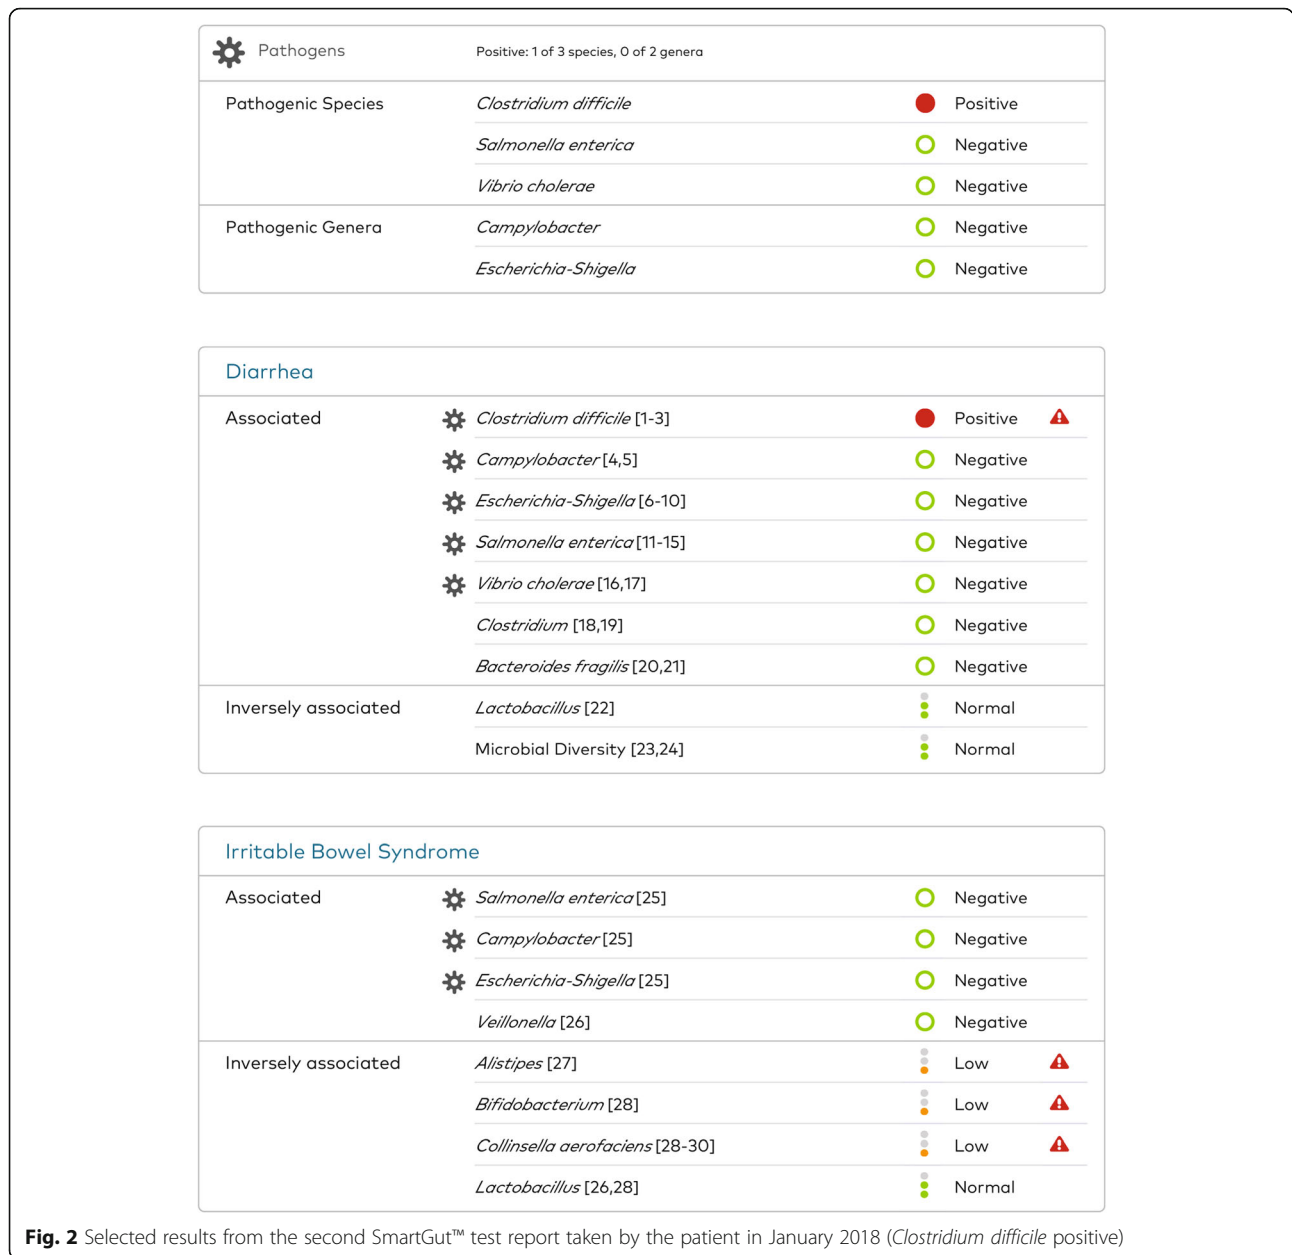 Pathogens Positive: 1 of 3 species, 0 of 2 genera
Pathogenic Species Clostridium difficile Positive
Salmonella enterica Negative
Vibrio cholerae Negative
Pathogenic Genera Campylobacter Negative
Escherichia-Shigella Negative
Diarrhea
Associated Clostridium difficile [1-3] Positive
Campylobacter [4,5] Negative
Escherichia-Shigella [6-10] Negative
Salmonella enterica [11-15] Negative
Vibrio cholerae [16,17] Negative
Clostridium [18,19] Negative
Bacteroides fragilis [20,21] Negative
Inversely associated Lactobacillus [22] Normal
Microbial Diversity [23,24] Normal
Irritable Bowel Syndrome
Associated Salmonella enterica [25] Negative
Campylobacter [25] Negative
Escherichia-Shigella [25] Negative
Veillonella [26] Negative
Inversely associated Alistipes [27] Low
Bifidobacterium [28] Low
Collinsella aerofaciens [28-30] Low
Lactobacillus [26,28] Normal
Fig. 2 Selected results from the second SmartGut™ test report taken by the patient in January 2018 (Clostridium difficile positive)